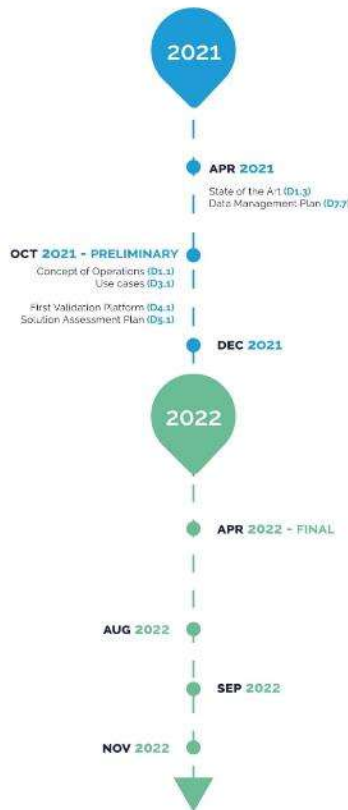 2021
APR 2021
State of the Art (D1.3)
Data Management Plan (D7.7)
OCT 2021 - PRELIMINARY
Concept of Operations (D1.1)
Use cases (D3.1)
First Validation Platform (D4.1)
Solution Assessment Plan (D5.1)
DEC 2021
2022
APR 2022 - FINAL
AUG 2022
SEP 2022
NOV 2022